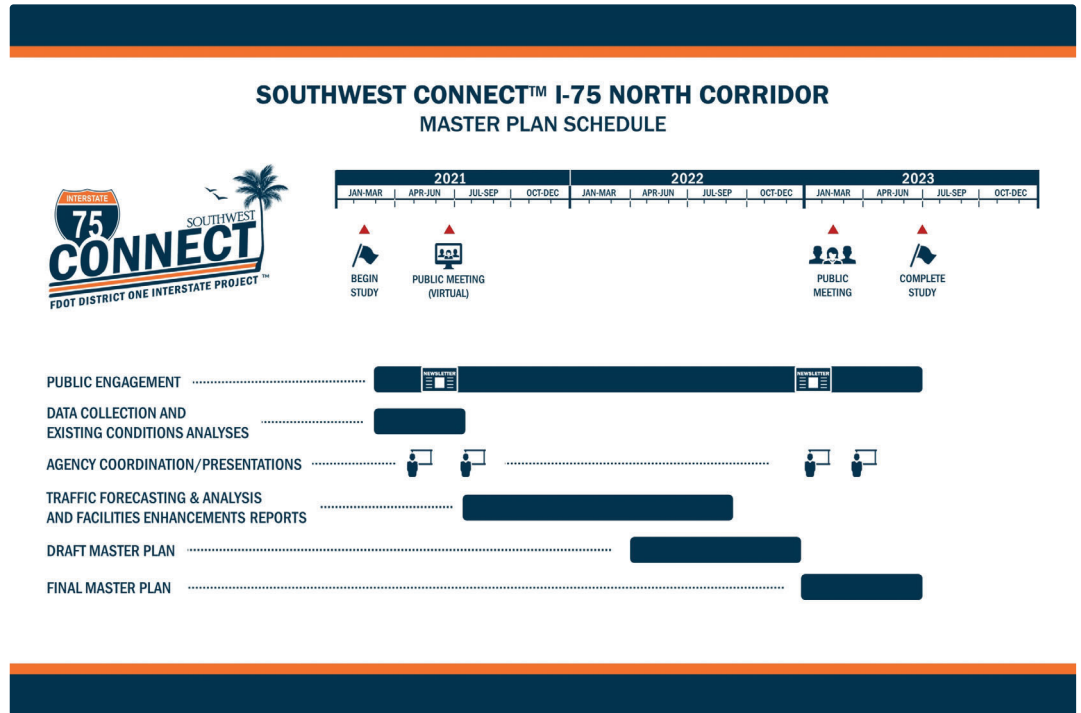 SOUTHWEST CONNECT™ I-75 NORTH CORRIDOR
MASTER PLAN SCHEDULE
INTERSTATE
75
SOUTHWEST
CONNECT
FDOT DISTRICT ONE INTERSTATE PROJECT ™
2021 2022 2023
JAN-MAR APR-JUN JUL-SEP OCT-DEC JAN-MAR APR-JUN JUL-SEP OCT-DEC JAN-MAR APR-JUN JUL-SEP OCT-DEC
BEGIN
STUDY
PUBLIC MEETING
(VIRTUAL)
PUBLIC
MEETING
COMPLETE
STUDY
PUBLIC ENGAGEMENT
NEWSLETTER
NEWSLETTER
DATA COLLECTION AND
EXISTING CONDITIONS ANALYSES
AGENCY COORDINATION/PRESENTATIONS
TRAFFIC FORECASTING & ANALYSIS
AND FACILITIES ENHANCEMENTS REPORTS
DRAFT MASTER PLAN
FINAL MASTER PLAN